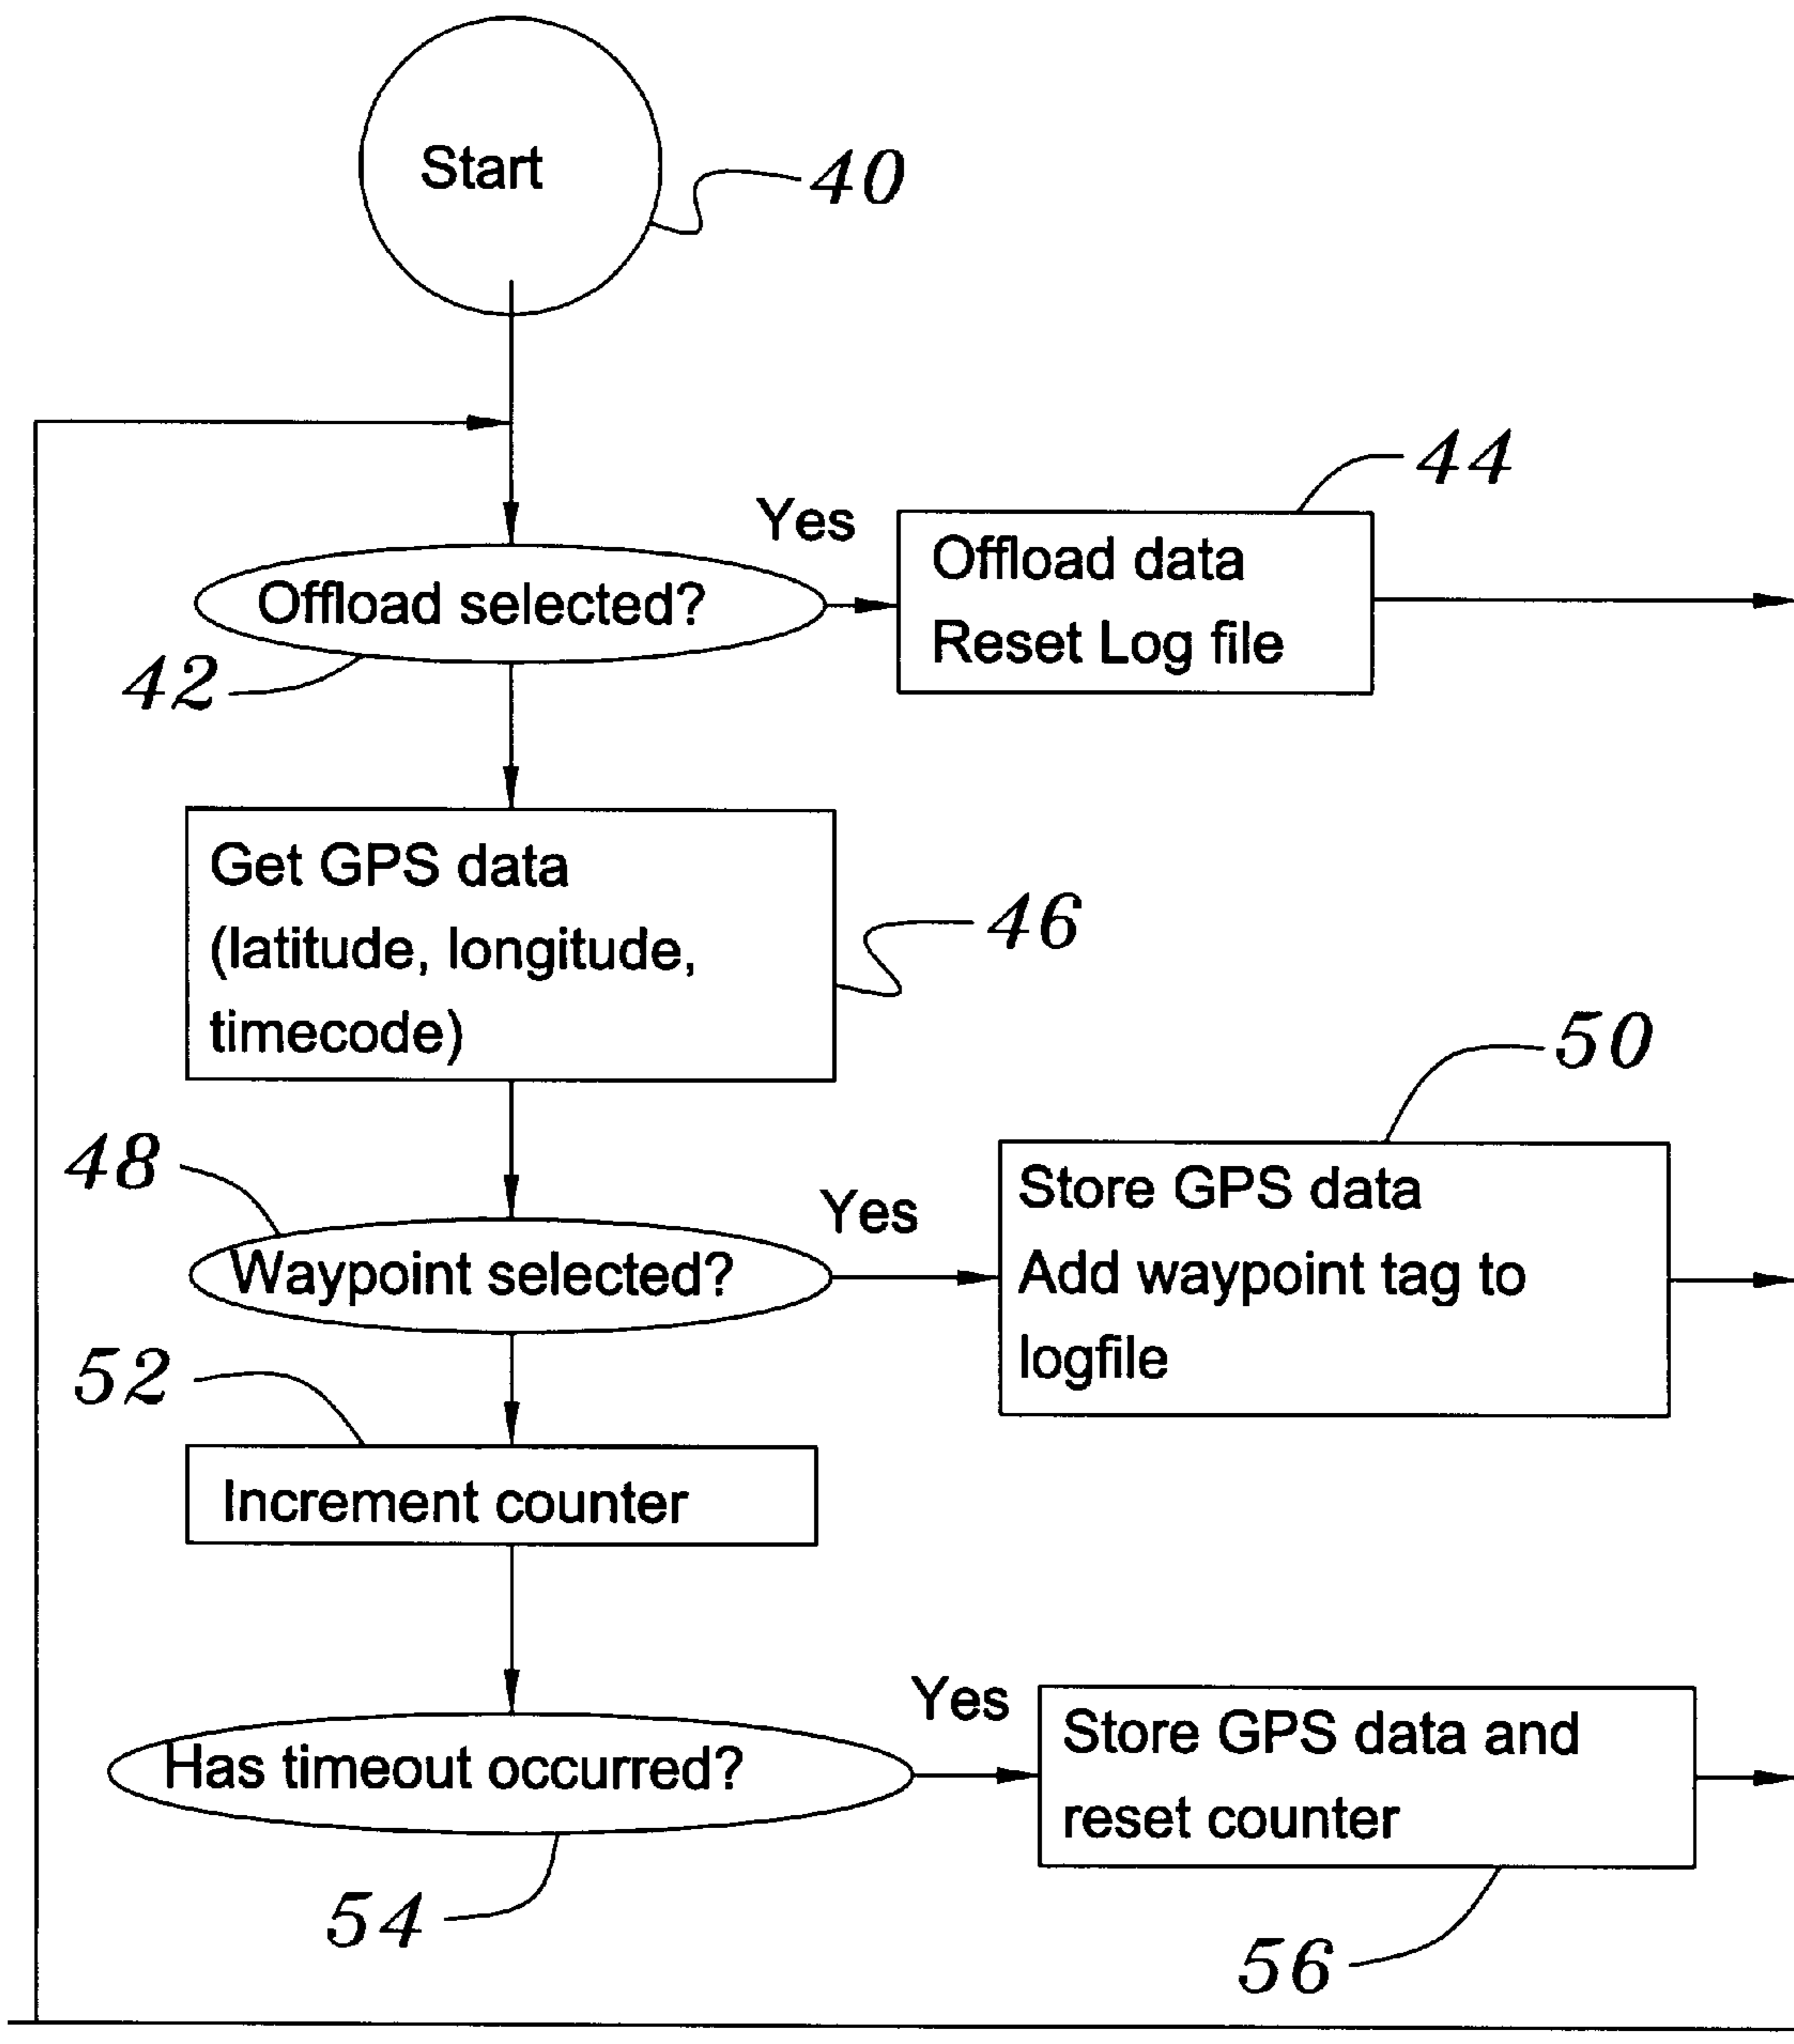 Start
40
Yes
44
Offload selected?
Offload data
Reset Log file
42
Get GPS data
(latitude, longitude,
timecode)
46
50
48
Yes
Waypoint selected?
Store GPS data
Add waypoint tag to
logfile
52
Increment counter
Yes
Has timeout occurred?
Store GPS data and
reset counter
54
56